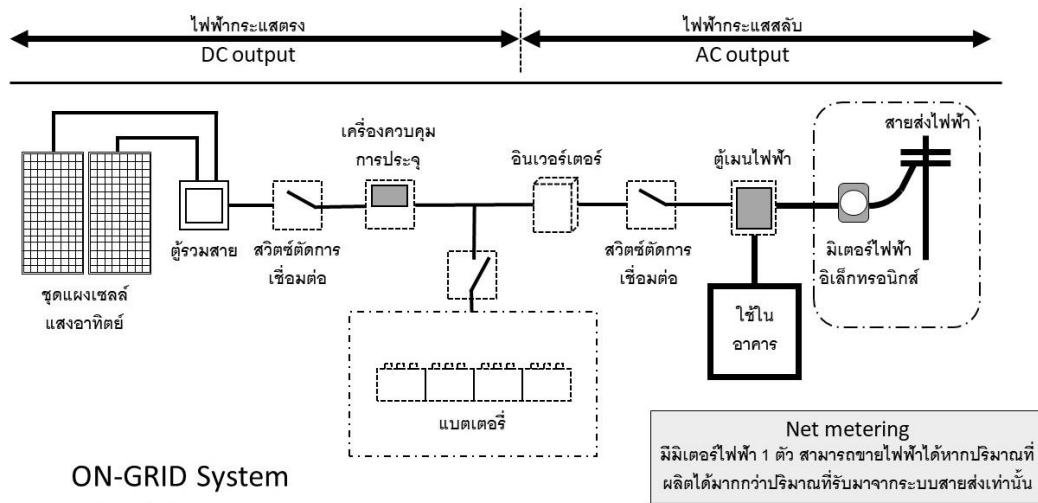 ไฟฟ้ากระแสตรง
DC output
ไฟฟ้ากระแสสลับ
AC output
ชุดแผงเซลล์
แสงอาทิตย์
ตู้รวมสาย
สวิตซ์ตัดการ
เชื่อมต่อ
เครื่องควบคุม
การประจุ
แบตเตอรี่
อินเวอร์เตอร์
สวิตซ์ตัดการ
เชื่อมต่อ
ตู้เมนไฟฟ้า
ใช้ใน
อาคาร
สายส่งไฟฟ้า
มิเตอร์ไฟฟ้า
อิเล็กทรอนิกส์
ON-GRID System
Net metering
มีมิเตอร์ไฟฟ้า 1 ตัว สามารถขายไฟฟ้าได้หากปริมาณที่
ผลิตได้มากกว่าปริมาณที่รับมาจากระบบสายส่งเท่านั้น